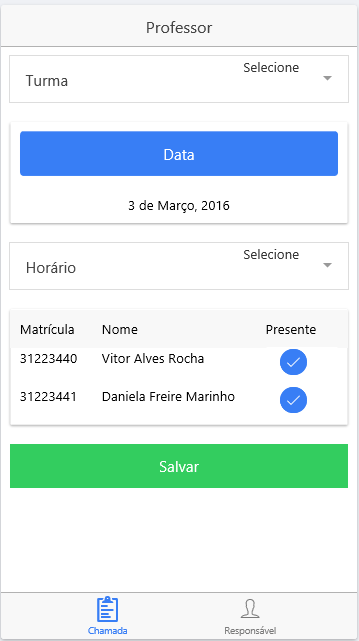 Professor
Turma Selecione
Data
3 de Março, 2016
Horário Selecione
Matrícula Nome Presente
31223440 Vitor Alves Rocha
31223441 Daniela Freire Marinho
Salvar
Chamada Responsável